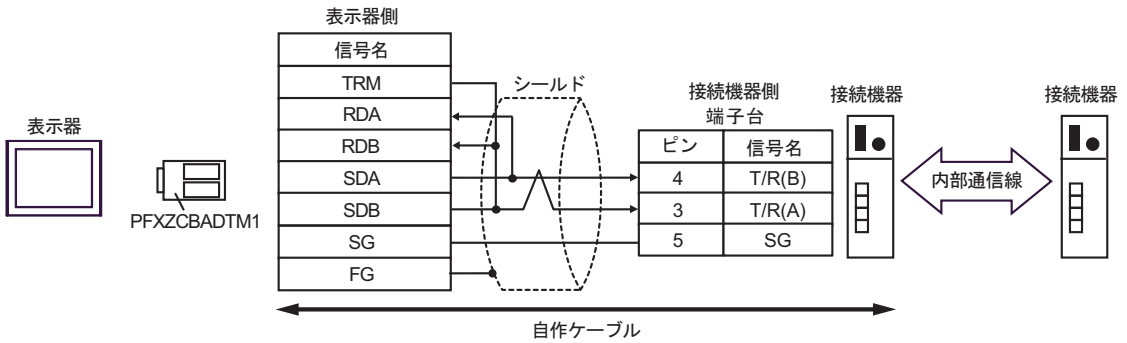 表示器側
信号名
TRM
RDA
RDB
SDA
SDB
SG
FG
シールド
接続機器側
端子台
ピン 信号名
4 T/R(B)
3 T/R(A)
5 SG
接続機器
接続機器
内部通信線
表示器
PFXZCBADTM1
自作ケーブル